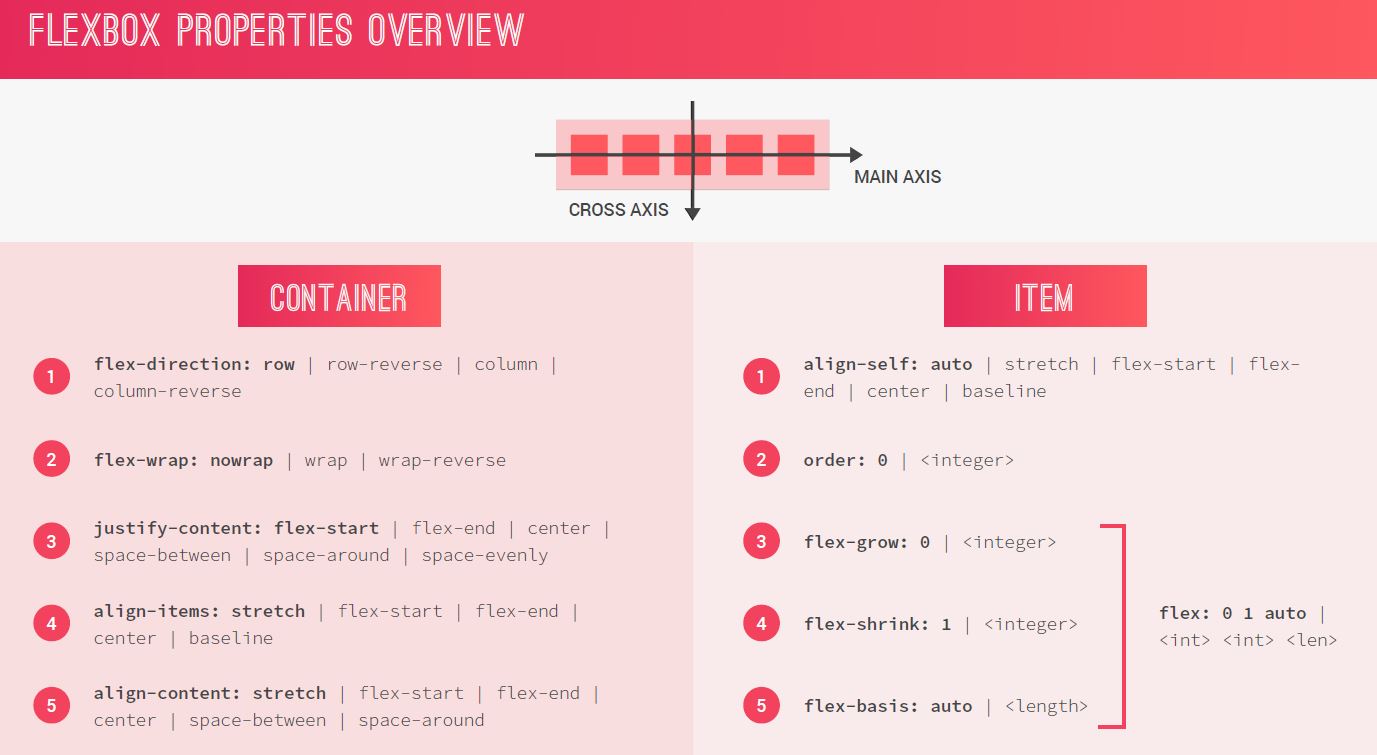 FLEXBOX PROPERTIES OVERVIEW
MAIN AXIS
CROSS AXIS
CONTAINER
1
flex-direction: row | row-reverse | column |
column-reverse
2
flex-wrap: nowrap | wrap | wrap-reverse
3
justify-content: flex-start | flex-end | center |
space-between | space-around | space-evenly
4
align-items: stretch | flex-start | flex-end |
center | baseline
5
align-content: stretch | flex-start | flex-end |
center | space-between | space-around
ITEM
1
align-self: auto | stretch | flex-start | flex-
end | center | baseline
2
order: 0 | <integer>
3
flex-grow: 0 | <integer>
4
flex-shrink: 1 | <integer>
5
flex-basis: auto | <length>
flex: 0 1 auto |
<int> <int> <len>